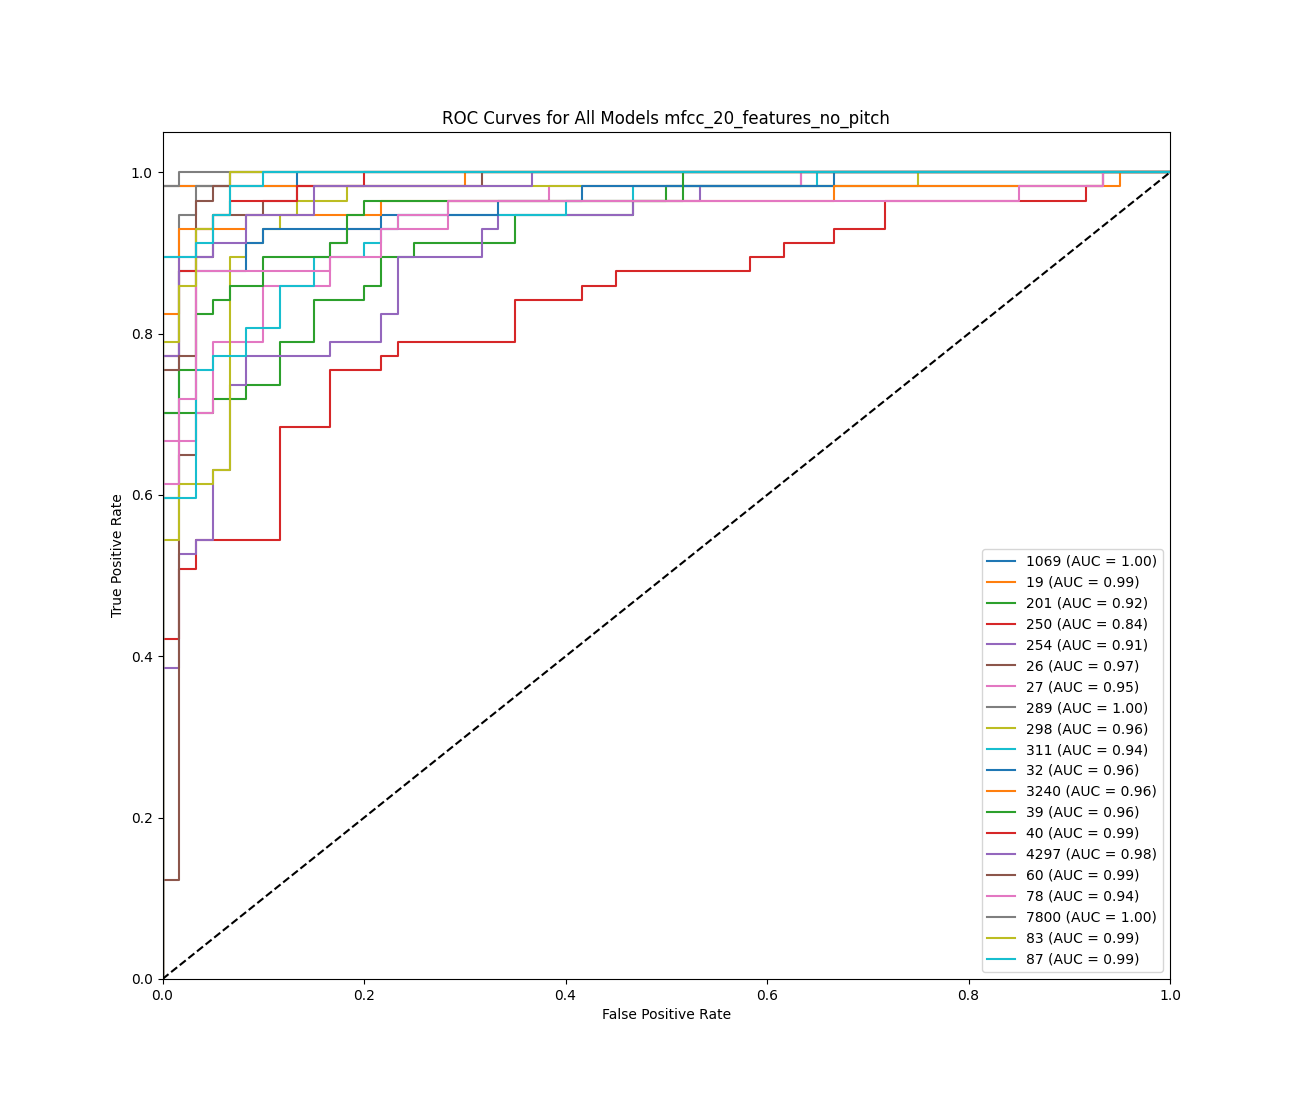 ROC Curves for All Models mfcc_20_features_no_pitch
True Positive Rate
1.0
0.8
0.6
0.4
0.2
0.0
0.0 0.2 0.4 0.6 0.8 1.0
False Positive Rate
1069 (AUC = 1.00)
19 (AUC = 0.99)
201 (AUC = 0.92)
250 (AUC = 0.84)
254 (AUC = 0.91)
26 (AUC = 0.97)
27 (AUC = 0.95)
289 (AUC = 1.00)
298 (AUC = 0.96)
311 (AUC = 0.94)
32 (AUC = 0.96)
3240 (AUC = 0.96)
39 (AUC = 0.96)
40 (AUC = 0.99)
4297 (AUC = 0.98)
60 (AUC = 0.99)
78 (AUC = 0.94)
7800 (AUC = 1.00)
83 (AUC = 0.99)
87 (AUC = 0.99)